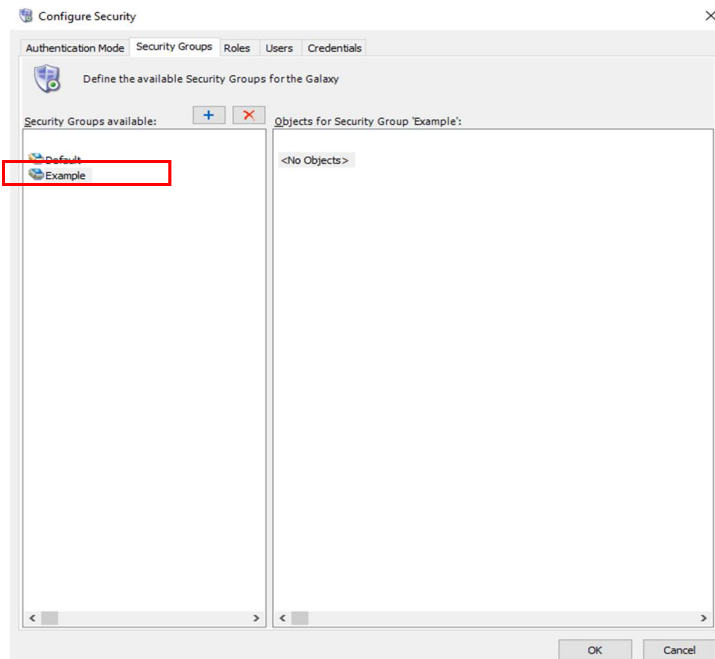 Configure Security
Authentication Mode Security Groups Roles Users Credentials
Define the available Security Groups for the Galaxy
Security Groups available:
Objects for Security Group 'Example':
Default
Example
<No Objects>
OK Cancel